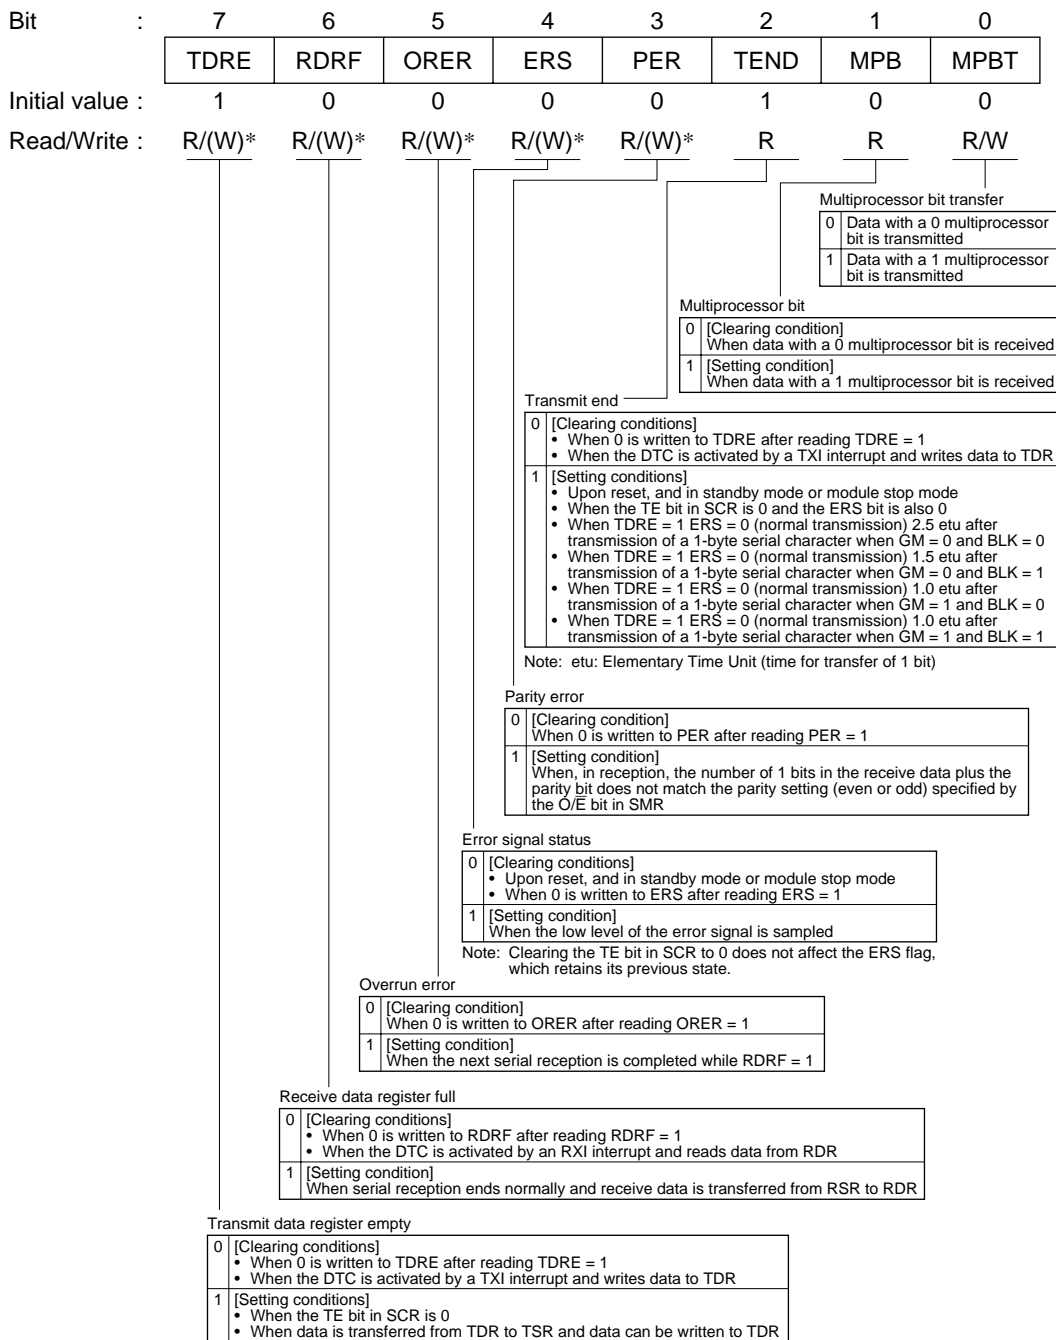 Bit : 7 6 5 4 3 2 1 0
TDRE RDRF ORER ERS PER TEND MPB MPBT
Initial value : 1 0 0 0 0 1 0 0
Read/Write : R/(W)* R/(W)* R/(W)* R/(W)* R/(W)* R R R/W
Multiprocessor bit transfer
0 Data with a 0 multiprocessor
bit is transmitted
1 Data with a 1 multiprocessor
bit is transmitted
Multiprocessor bit
0 [Clearing condition]
When data with a 0 multiprocessor bit is received
1 [Setting condition]
When data with a 1 multiprocessor bit is received
Transmit end
0 [Clearing conditions]
• When 0 is written to TDRE after reading TDRE = 1
• When the DTC is activated by a TXI interrupt and writes data to TDR
1 [Setting conditions]
• Upon reset, and in standby mode or module stop mode
• When the TE bit in SCR is 0 and the ERS bit is also 0
• When TDRE = 1 ERS = 0 (normal transmission) 2.5 etu after
transmission of a 1-byte serial character when GM = 0 and BLK = 0
• When TDRE = 1 ERS = 0 (normal transmission) 1.5 etu after
transmission of a 1-byte serial character when GM = 0 and BLK = 1
• When TDRE = 1 ERS = 0 (normal transmission) 1.0 etu after
transmission of a 1-byte serial character when GM = 1 and BLK = 0
• When TDRE = 1 ERS = 0 (normal transmission) 1.0 etu after
transmission of a 1-byte serial character when GM = 1 and BLK = 1
Note: etu: Elementary Time Unit (time for transfer of 1 bit)
Parity error
0 [Clearing condition]
When 0 is written to PER after reading PER = 1
1 [Setting condition]
When, in reception, the number of 1 bits in the receive data plus the
parity bit does not match the parity setting (even or odd) specified by
the O/E̅ bit in SMR
Error signal status
0 [Clearing conditions]
• Upon reset, and in standby mode or module stop mode
• When 0 is written to ERS after reading ERS = 1
1 [Setting condition]
When the low level of the error signal is sampled
Note: Clearing the TE bit in SCR to 0 does not affect the ERS flag,
which retains its previous state.
Overrun error
0 [Clearing condition]
When 0 is written to ORER after reading ORER = 1
1 [Setting condition]
When the next serial reception is completed while RDRF = 1
Receive data register full
0 [Clearing conditions]
• When 0 is written to RDRF after reading RDRF = 1
• When the DTC is activated by an RXI interrupt and reads data from RDR
1 [Setting condition]
When serial reception ends normally and receive data is transferred from RSR to RDR
Transmit data register empty
0 [Clearing conditions]
• When 0 is written to TDRE after reading TDRE = 1
• When the DTC is activated by a TXI interrupt and writes data to TDR
1 [Setting conditions]
• When the TE bit in SCR is 0
• When data is transferred from TDR to TSR and data can be written to TDR